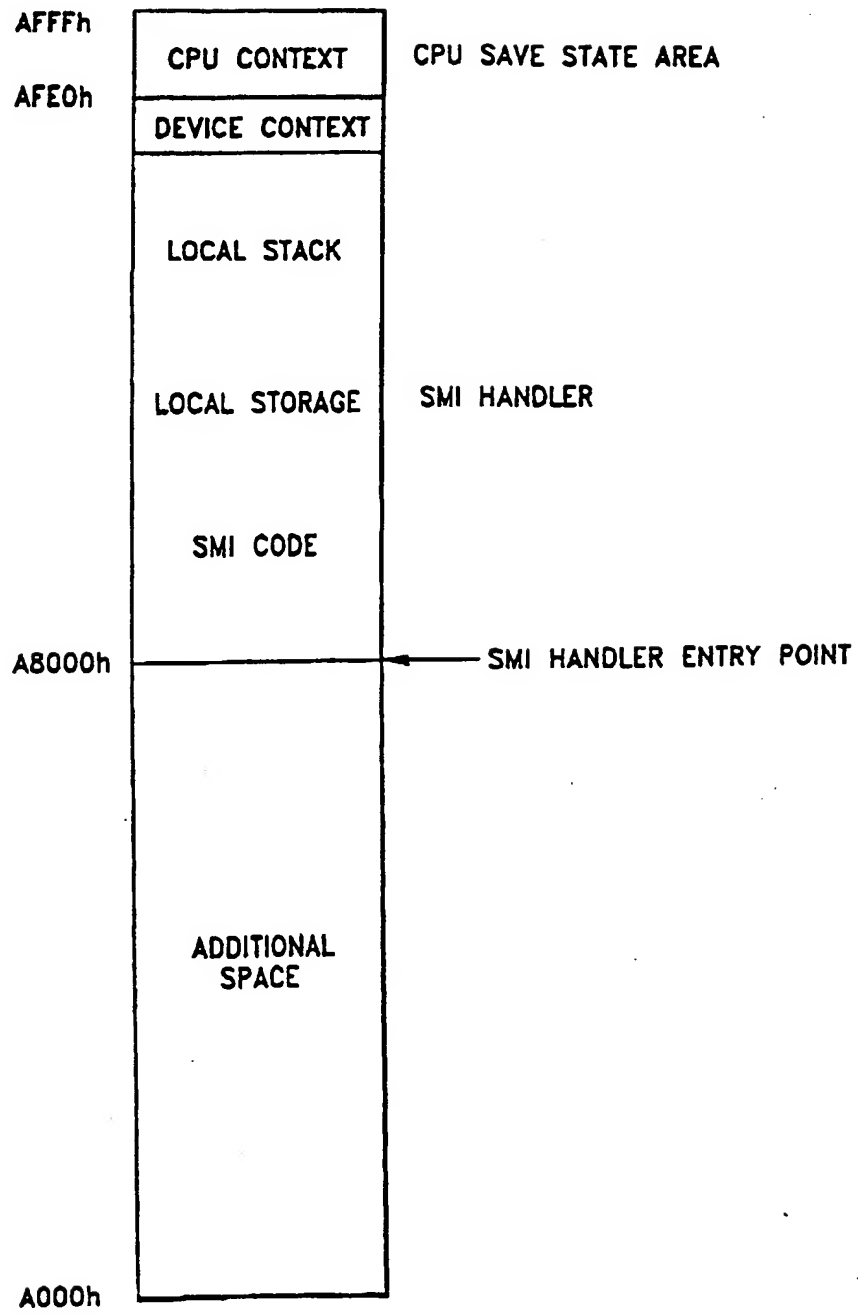 AFFFh
CPU CONTEXT
CPU SAVE STATE AREA
AFE0h
DEVICE CONTEXT
LOCAL STACK
LOCAL STORAGE
SMI HANDLER
SMI CODE
A8000h
SMI HANDLER ENTRY POINT
ADDITIONAL
SPACE
A000h